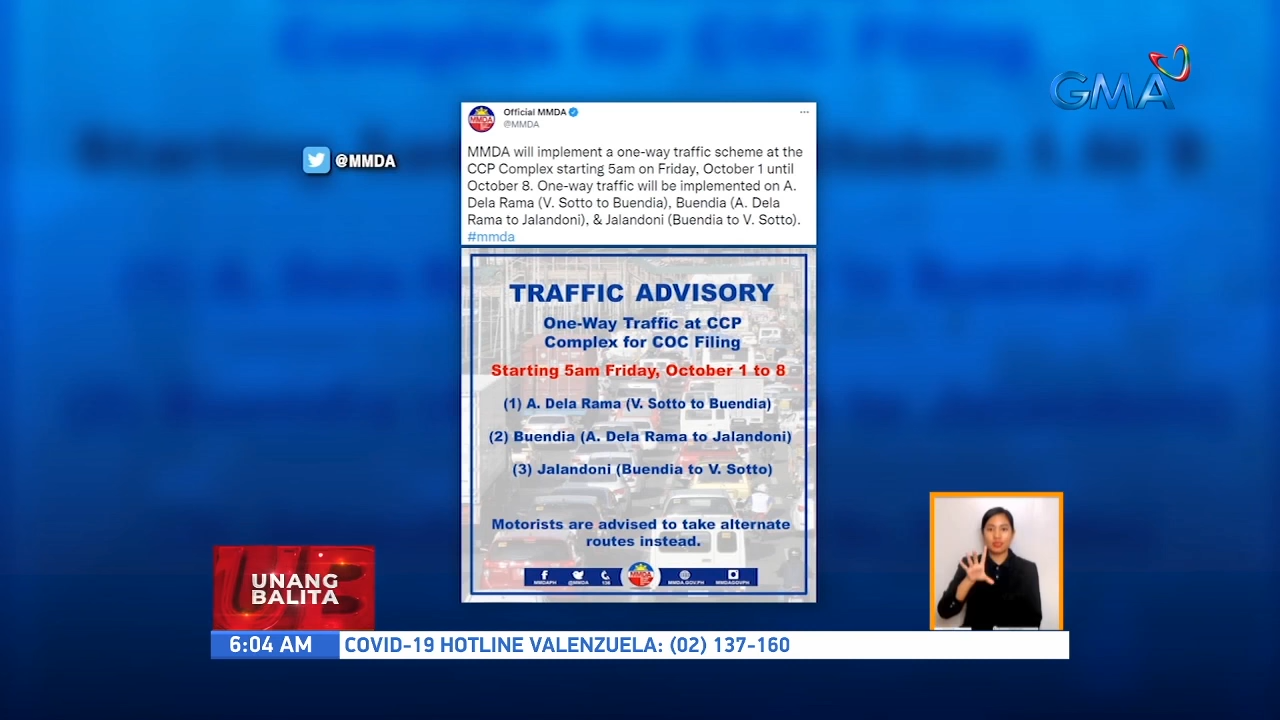 GMA
@MMDA
Official MMDA
@MMDA
MMDA will implement a one-way traffic scheme at the
CCP Complex starting 5am on Friday, October 1 until
October 8. One-way traffic will be implemented on A.
Dela Rama (V. Sotto to Buendia), Buendia (A. Dela
Rama to Jalandoni), & Jalandoni (Buendia to V. Sotto).
#mmda
TRAFFIC ADVISORY
One-Way Traffic at CCP
Complex for COC Filing
Starting 5am Friday, October 1 to 8
(1) A. Dela Rama (V. Sotto to Buendia)
(2) Buendia (A. Dela Rama to Jalandoni)
(3) Jalandoni (Buendia to V. Sotto)
Motorists are advised to take alternate
routes instead.
MMDAPH @MMDA 136 MMDA MMDA.GOV.PH MMDAGOVPH
UNANG
BALITA
6:04 AM COVID-19 HOTLINE VALENZUELA: (02) 137-160